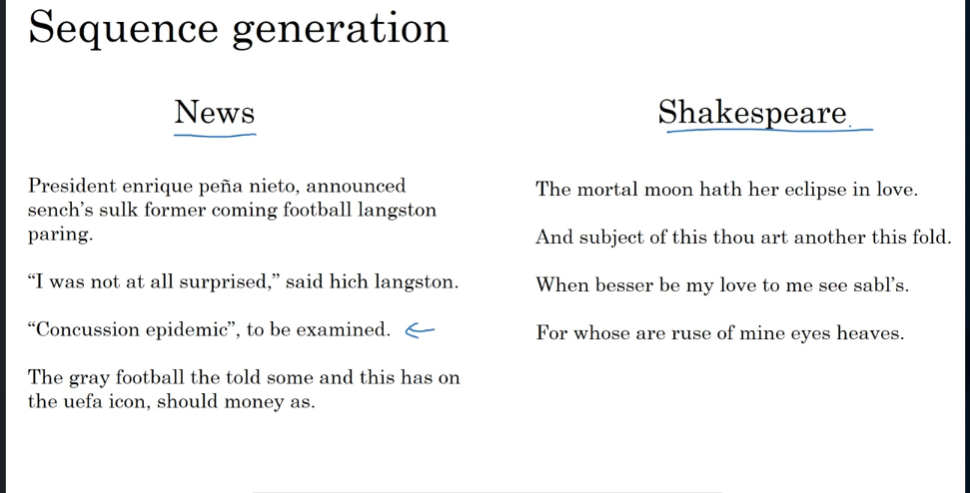 Sequence generation
News
President enrique peña nieto, announced
sench's sulk former coming football langston
paring.
“I was not at all surprised,” said hich langston.
“Concussion epidemic”, to be examined.
The gray football the told some and this has on
the uefa icon, should money as.
Shakespeare
The mortal moon hath her eclipse in love.
And subject of this thou art another this fold.
When besser be my love to me see sabl's.
For whose are ruse of mine eyes heaves.